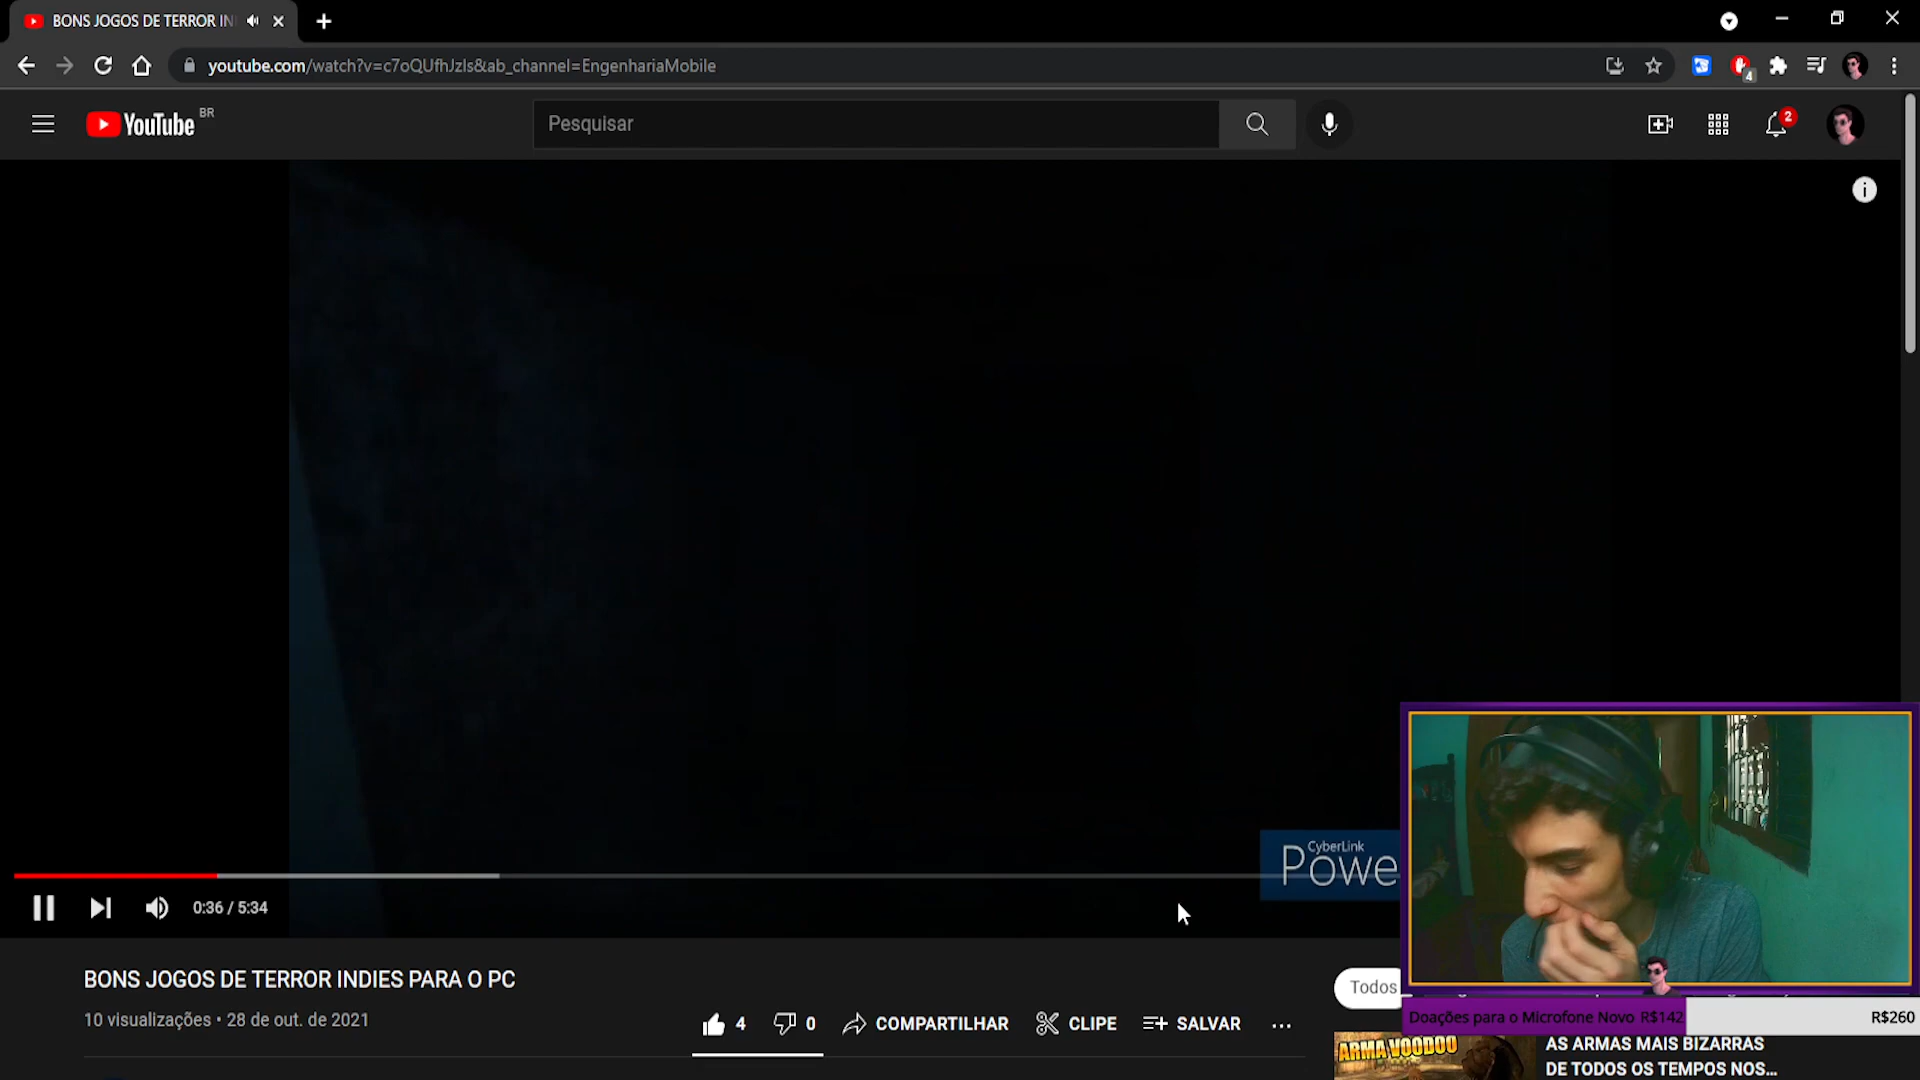 BONS JOGOS DE TERROR IN
youtube.com/watch?v=c7oQUfhJzIs&ab_channel=EngenhariaMobile
4
YouTube
BR
Pesquisar
2
CyberLink
Powe
0:36 / 5:34
BONS JOGOS DE TERROR INDIES PARA O PC
10 visualizações • 28 de out. de 2021
4
0
COMPARTILHAR
CLIPE
SALVAR
Todos
Doações para o Microfone Novo R$142
R$260
ARMA VOODOO
AS ARMAS MAIS BIZARRAS
DE TODOS OS TEMPOS NOS...